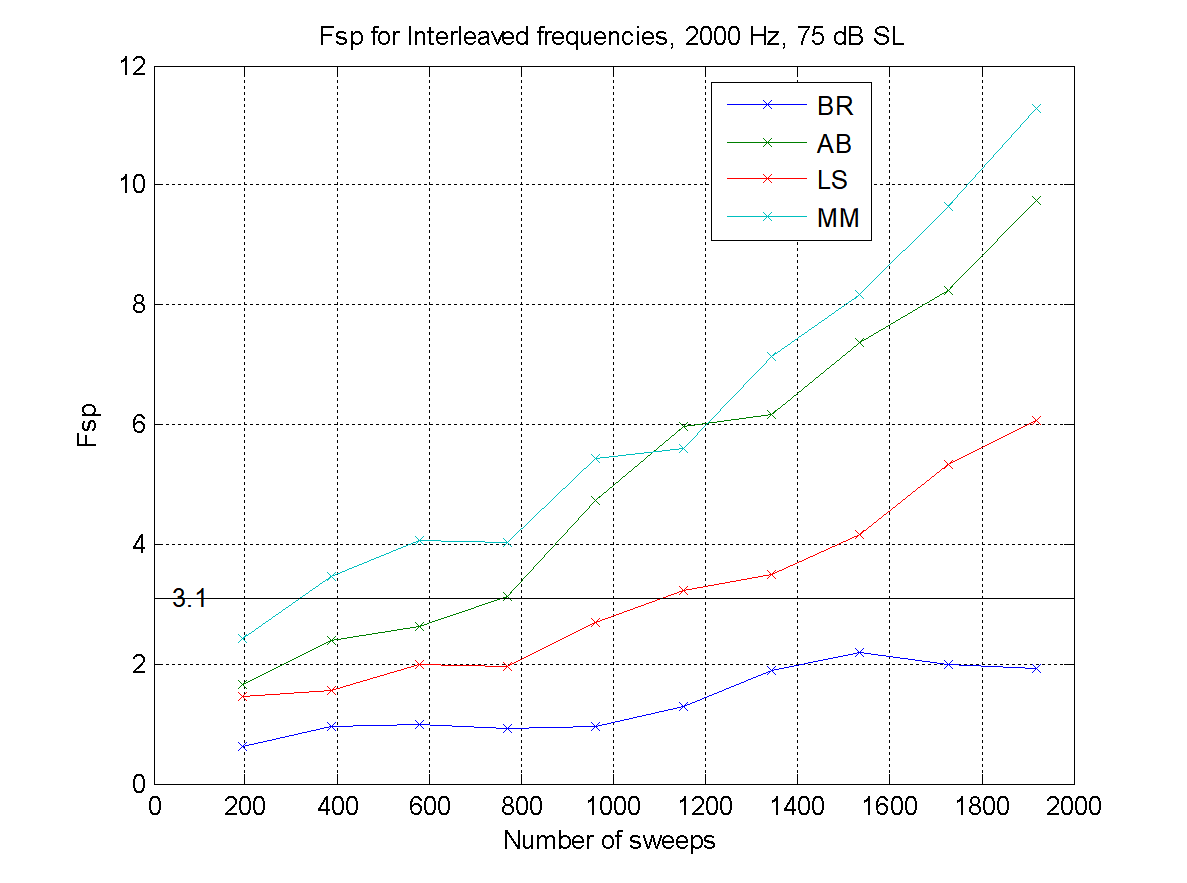 Fsp for Interleaved frequencies, 2000 Hz, 75 dB SL
12
10
8
6
4
2
0
Fsp
3.1
BR
AB
LS
MM
0 200 400 600 800 1000 1200 1400 1600 1800 2000
Number of sweeps